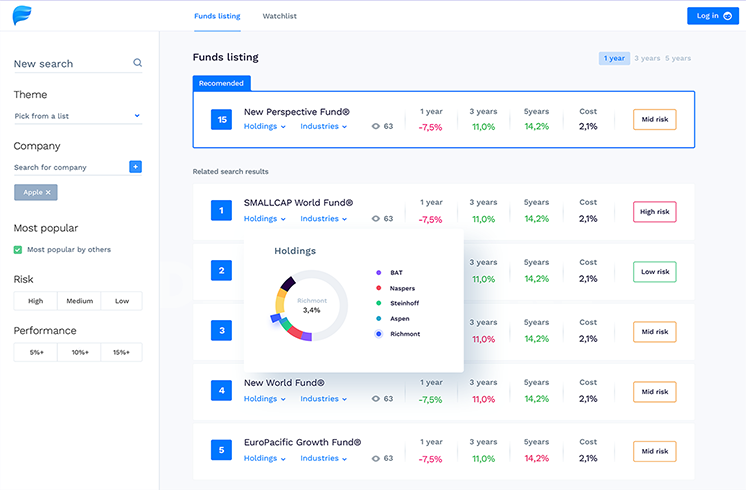 Funds listing
Watchlist
Log in
New search
Theme
Pick from a list
Company
Search for company
+
Apple ×
Most popular
Most popular by others
Risk
High Medium Low
Performance
5%+ 10%+ 15%+
Funds listing
1 year 3 years 5 years
Recomended
15 New Perspective Fund® 1 year 3 years 5years Cost
Holdings Industries 63 -7,5% 11,0% 14,2% 2,1% Mid risk
Related search results
1 SMALLCAP World Fund® 1 year 3 years 5years Cost
Holdings Industries 63 -7,5% 11,0% 14,2% 2,1% High risk
2 3 years 5years Cost
11,0% 14,2% 2,1% Low risk
Holdings
Richmont
3,4%
BAT
Naspers
Steinhoff
Aspen
Richmont
3 3 years 5years Cost
11,0% 14,2% 2,1% Mid risk
4 New World Fund® 1 year 3 years 5years Cost
Holdings Industries 63 -7,5% 11,0% 14,2% 2,1% Mid risk
5 EuroPacific Growth Fund® 1 year 3 years 5years Cost
Holdings Industries 63 -7,5% 11,0% 14,2% 2,1% Mid risk